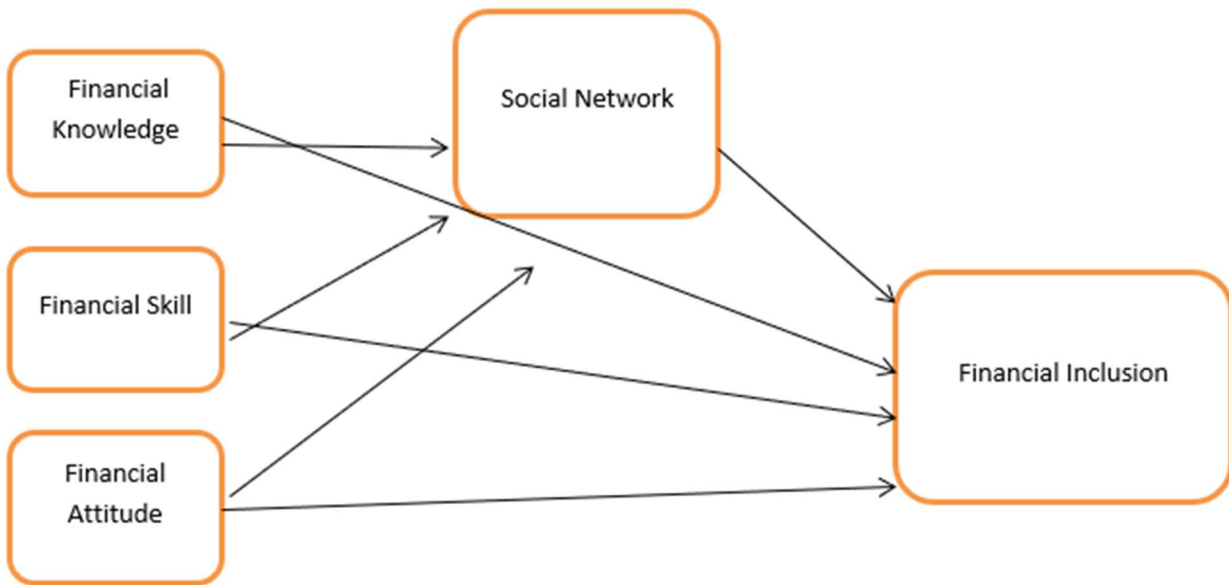 Financial
Knowledge
Social Network
Financial Skill
Financial Inclusion
Financial
Attitude